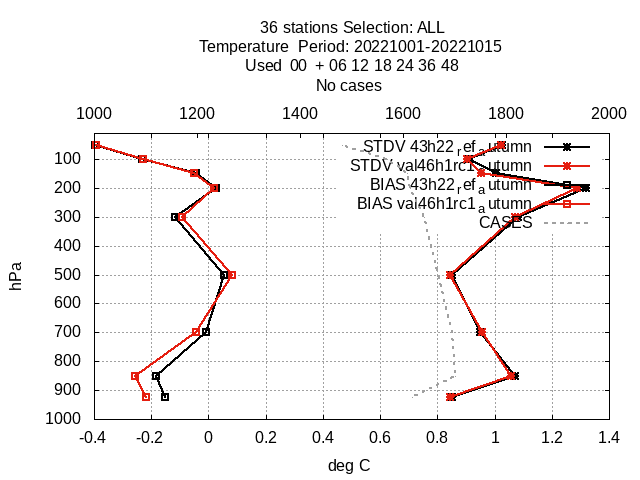 36 stations Selection: ALL
Temperature  Period: 20221001-20221015
Used  00  + 06 12 18 24 36 48
No cases
1000 1200 1400 1600 1800 2000
STDV 43h22_ref_autumn
STDV val46h1rc1_autumn
BIAS 43h22_ref_autumn
BIAS val46h1rc1_autumn
CASES
hPa
100
200
300
400
500
600
700
800
900
1000
-0.4 -0.2 0 0.2 0.4 0.6 0.8 1 1.2 1.4
deg C